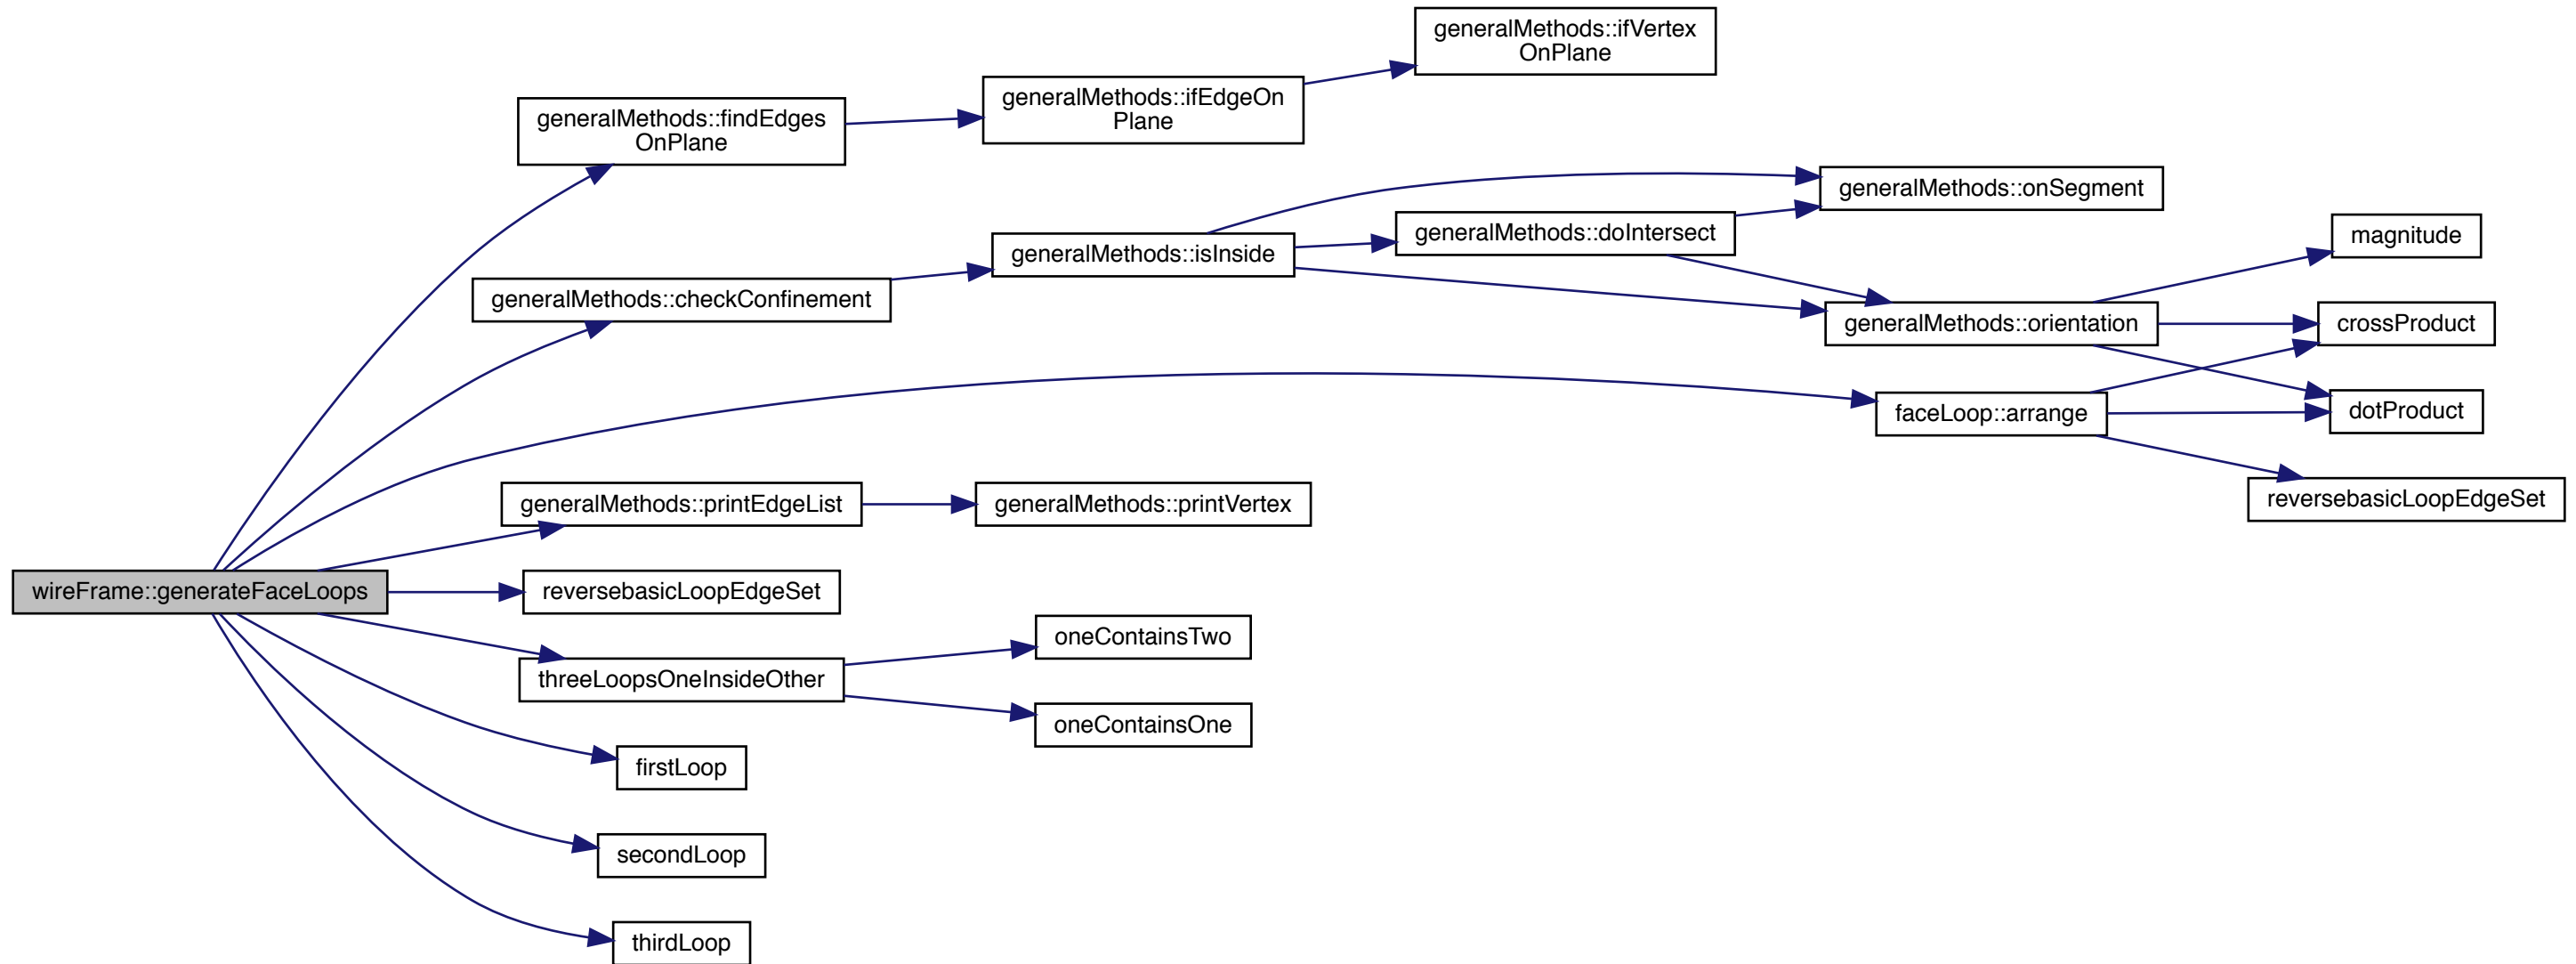 generalMethods::ifVertex
OnPlane
generalMethods::ifEdgeOn
Plane
generalMethods::findEdges
OnPlane
generalMethods::onSegment
generalMethods::doIntersect
magnitude
generalMethods::isInside
generalMethods::checkConfinement
generalMethods::orientation
crossProduct
faceLoop::arrange
dotProduct
generalMethods::printEdgeList
generalMethods::printVertex
reversebasicLoopEdgeSet
wireFrame::generateFaceLoops
reversebasicLoopEdgeSet
oneContainsTwo
threeLoopsOneInsideOther
oneContainsOne
firstLoop
secondLoop
thirdLoop